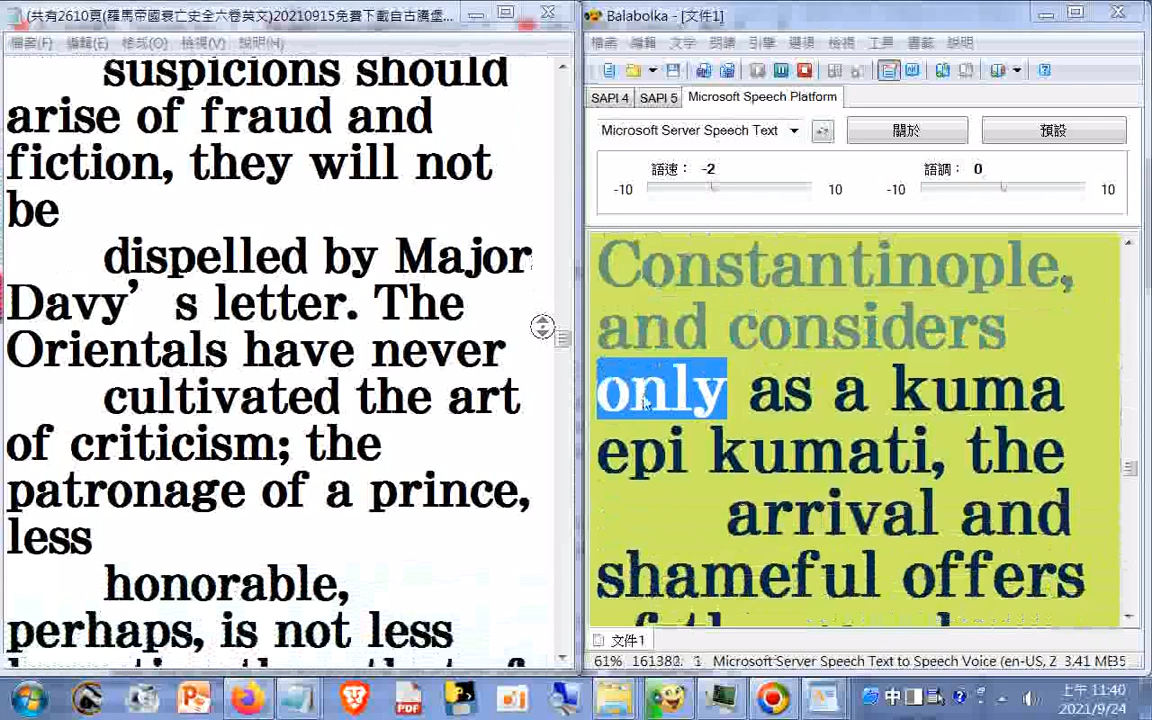 (共有2610頁(羅馬帝國衰亡史全六卷英文)20210915免費下載自古騰堡...
檔案(F) 編輯(E) 格式(O) 檢視(V) 說明(H)
suspicions should
arise of fraud and
fiction, they will not
be
dispelled by Major
Davy’s letter. The
Orientals have never
cultivated the art
of criticism; the
patronage of a prince,
less
honorable,
perhaps, is not less
Balabolka - [文件1]
檔案 編輯 文字 朗讀 引擎 選項 檢視 工具 書籤 說明
SAPI 4 SAPI 5 Microsoft Speech Platform
Microsoft Server Speech Text 關於 預設
語速： -2 語調： 0
-10 10 -10 10
Constantinople,
and considers
only as a kuma
epi kumati, the
arrival and
shameful offers
文件1
61% 161382. 1 Microsoft Server Speech Text to Speech Voice (en-US, Z 3.41 MB
中
上午 11:40
2021/9/24